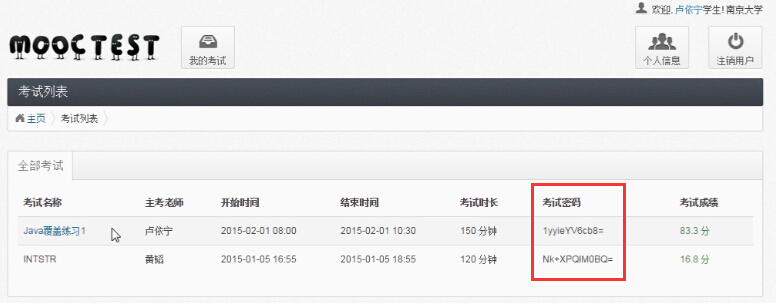 欢迎, 卢依宁学生! 南京大学
MOOCTEST
我的考试
个人信息
注销用户
考试列表
主页 考试列表
全部考试
考试名称 主考老师 开始时间 结束时间 考试时长 考试密码 考试成绩
Java覆盖练习1 卢依宁 2015-02-01 08:00 2015-02-01 10:30 150 分钟 1yyieYV6cb8= 83.3 分
INTSTR 黄韬 2015-01-05 16:55 2015-01-05 18:55 120 分钟 Nk+XPQIM0BQ= 16.8 分